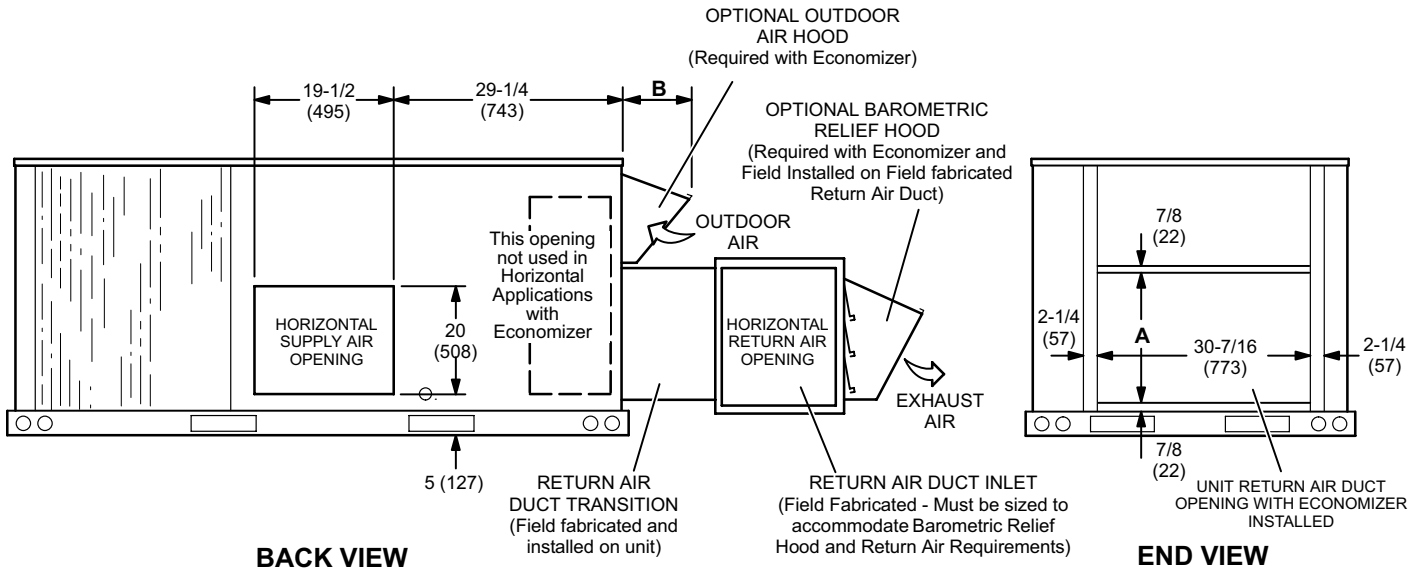 OPTIONAL OUTDOOR
AIR HOOD
(Required with Economizer)
19-1/2
(495)
29-1/4
(743)
B
OPTIONAL BAROMETRIC
RELIEF HOOD
(Required with Economizer and
Field Installed on Field fabricated
Return Air Duct)
OUTDOOR
AIR
This opening
not used in
Horizontal
Applications
with
Economizer
HORIZONTAL
SUPPLY AIR
OPENING
20
(508)
HORIZONTAL
RETURN AIR
OPENING
EXHAUST
AIR
5 (127)
RETURN AIR
DUCT TRANSITION
(Field fabricated and
installed on unit)
RETURN AIR DUCT INLET
(Field Fabricated - Must be sized to
accommodate Barometric Relief
Hood and Return Air Requirements)
BACK VIEW
7/8
(22)
2-1/4
(57)
A
30-7/16
(773)
2-1/4
(57)
7/8
(22)
UNIT RETURN AIR DUCT
OPENING WITH ECONOMIZER
INSTALLED
END VIEW